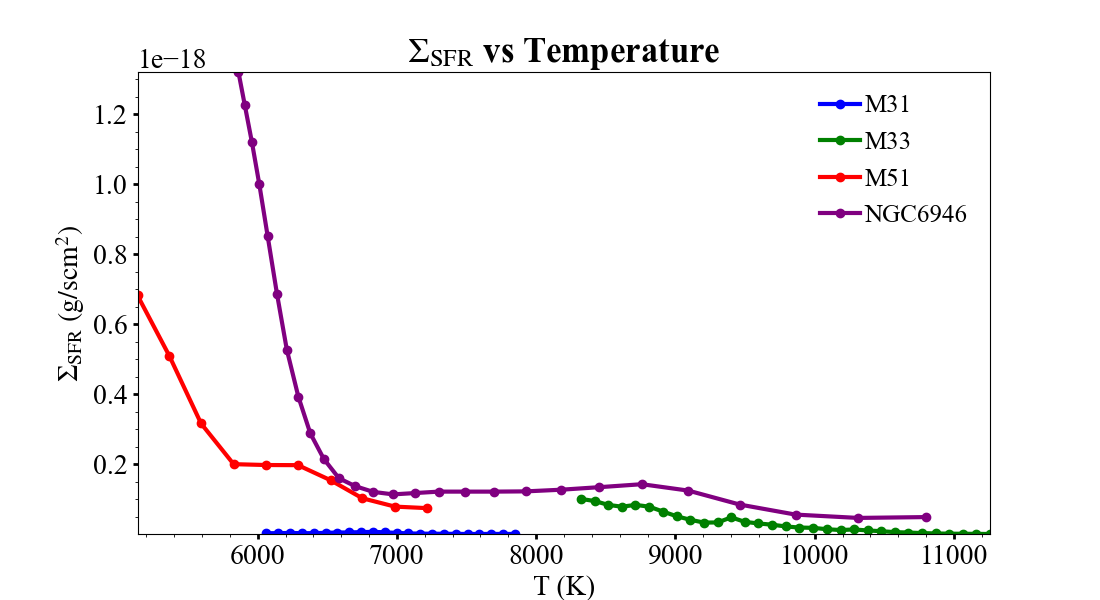 Σ_SFR vs Temperature
1e−18
1.2
1.0
0.8
0.6
0.4
0.2
Σ_SFR (g/scm²)
M31
M33
M51
NGC6946
6000 7000 8000 9000 10000 11000
T (K)